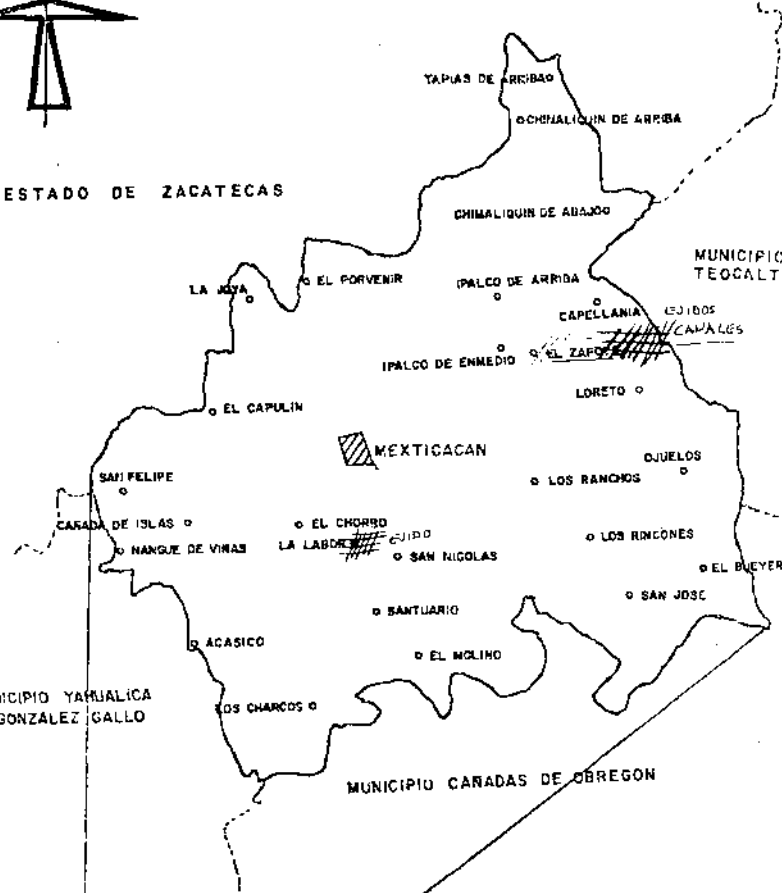 TAPIAS DE ARRIBA
CHIMALIQUIN DE ARRIBA
ESTADO DE ZACATECAS
CHIMALIQUIN DE ABAJO
MUNICIPIO
TEOCALT
LA JOYA
EL PORVENIR
IPALCO DE ARRIBA
CAPELLANIA
EJIDOS
CANALES
IPALCO DE ENMEDIO
EL ZAPO
LORETO
EL CAPULIN
MEXTICACAN
OJUELOS
SAN FELIPE
LOS RANCHOS
CAÑADA DE ISLAS
EL CHORRO
LA LABOR
EJIDO
LOS RINCONES
NANGUE DE VIÑAS
SAN NICOLAS
EL BUEYER
SAN JOSE
SANTUARIO
ACASICO
EL MOLINO
ICIPIO YAHUALICA
GONZALEZ GALLO
LOS CHARCOS
MUNICIPIO CAÑADAS DE OBREGON